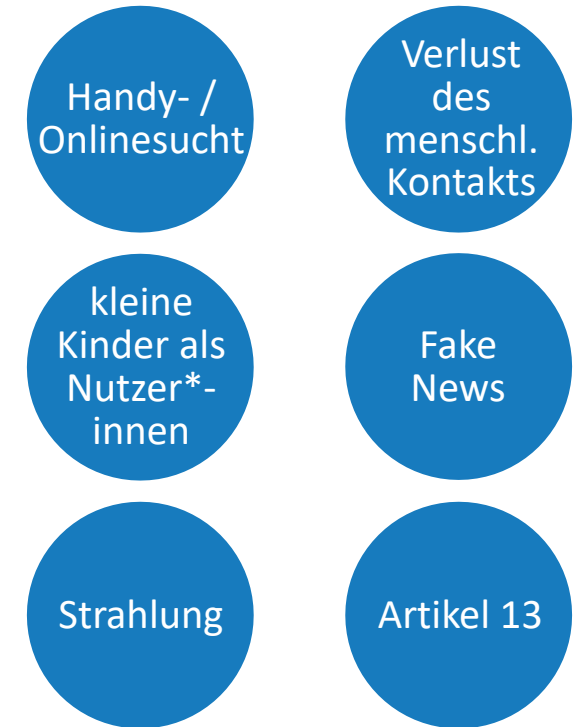 Handy- /
Onlinesucht
Verlust
des
menschl.
Kontakts
kleine
Kinder als
Nutzer*-
innen
Fake
News
Strahlung
Artikel 13